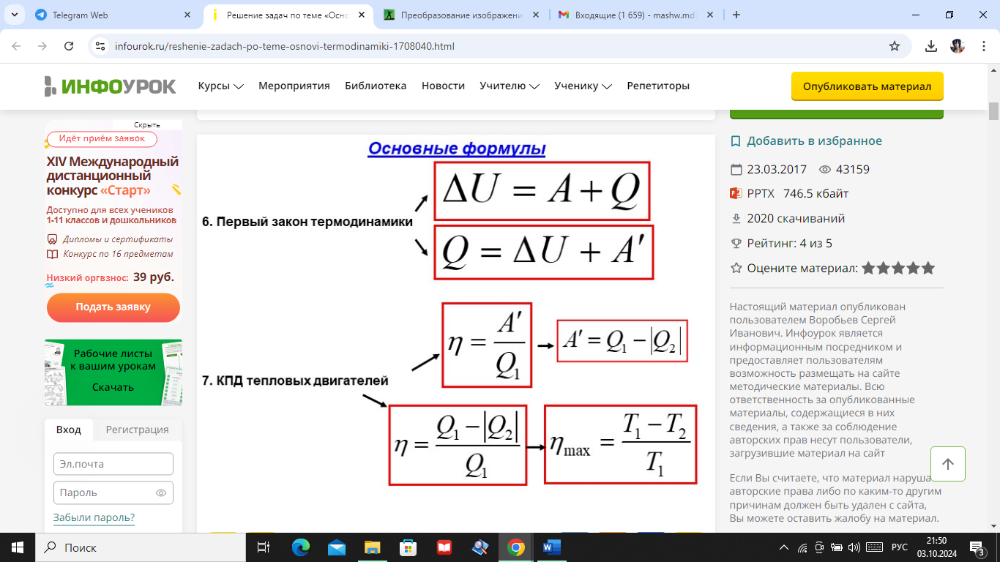 Telegram Web
Решение задач по теме «Осно
Преобразование изображени
Входящие (1 659) - mashw.md
infourok.ru/reshenie-zadach-po-teme-osnovi-termodinamiki-1708040.html
ИНФОУРОК
Курсы Мероприятия Библиотека Новости Учителю Ученику Репетиторы
Опубликовать материал
Скрыть
Идёт приём заявок
XIV Международный
дистанционный
конкурс «Старт»
Доступно для всех учеников
1-11 классов и дошкольников
Дипломы и сертификаты
Конкурс по 16 предметам
Низкий оргвзнос: 39 руб.
Подать заявку
Рабочие листы
к вашим урокам
Скачать
Вход Регистрация
Эл.почта
Пароль
Забыли пароль?
Основные формулы
6. Первый закон термодинамики
ΔU = A + Q
Q = ΔU + A′
7. КПД тепловых двигателей
η = A′ / Q₁
A′ = Q₁ − |Q₂|
η = (Q₁ − |Q₂|) / Q₁
ηmax = (T₁ − T₂) / T₁
Добавить в избранное
23.03.2017 43159
PPTX 746.5 кбайт
2020 скачиваний
Рейтинг: 4 из 5
Оцените материал:
Настоящий материал опубликован
пользователем Воробьев Сергей
Иванович. Инфоурок является
информационным посредником и
предоставляет пользователям
возможность размещать на сайте
методические материалы. Всю
ответственность за опубликованные
материалы, содержащиеся в них
сведения, а также за соблюдение
авторских прав несут пользователи,
загрузившие материал на сайт
Если Вы считаете, что материал наруша
авторские права либо по каким-то другим
причинам должен быть удален с сайта,
Вы можете оставить жалобу на материал.
Поиск
РУС
21:50
03.10.2024
3